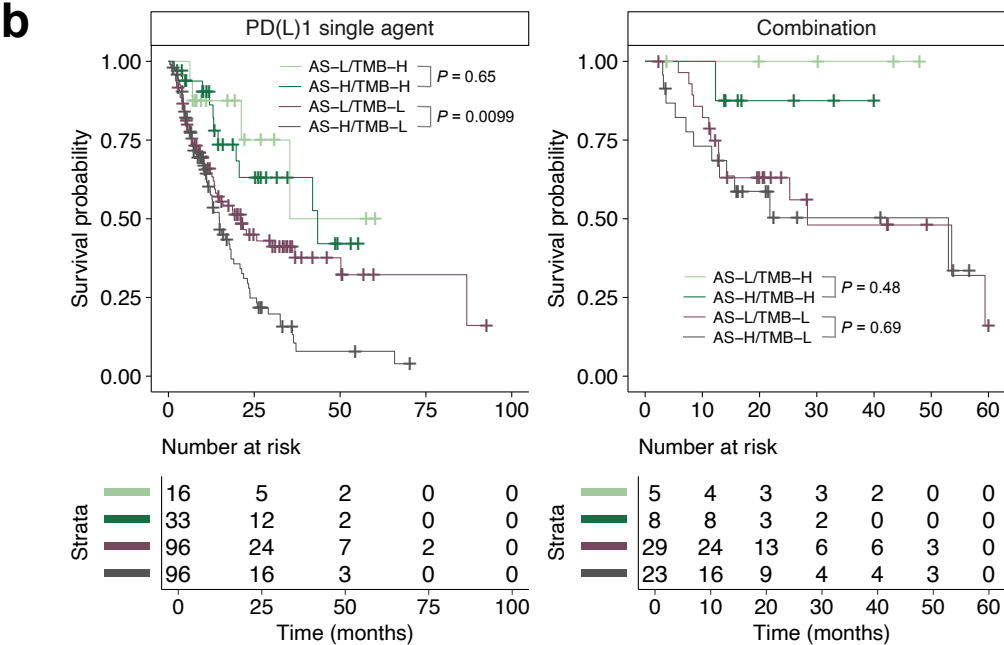 b
PD(L)1 single agent
Survival probability
1.00
0.75
0.50
0.25
0.00
AS–L/TMB–H
AS–H/TMB–H
P = 0.65
AS–L/TMB–L
AS–H/TMB–L
P = 0.0099
0 25 50 75 100
Number at risk
Strata
16 5 2 0 0
33 12 2 0 0
96 24 7 2 0
96 16 3 0 0
0 25 50 75 100
Time (months)
Combination
Survival probability
1.00
0.75
0.50
0.25
0.00
AS–L/TMB–H
AS–H/TMB–H
P = 0.48
AS–L/TMB–L
AS–H/TMB–L
P = 0.69
0 10 20 30 40 50 60
Number at risk
Strata
5 4 3 3 2 0 0
8 8 3 2 0 0 0
29 24 13 6 6 3 0
23 16 9 4 4 3 0
0 10 20 30 40 50 60
Time (months)